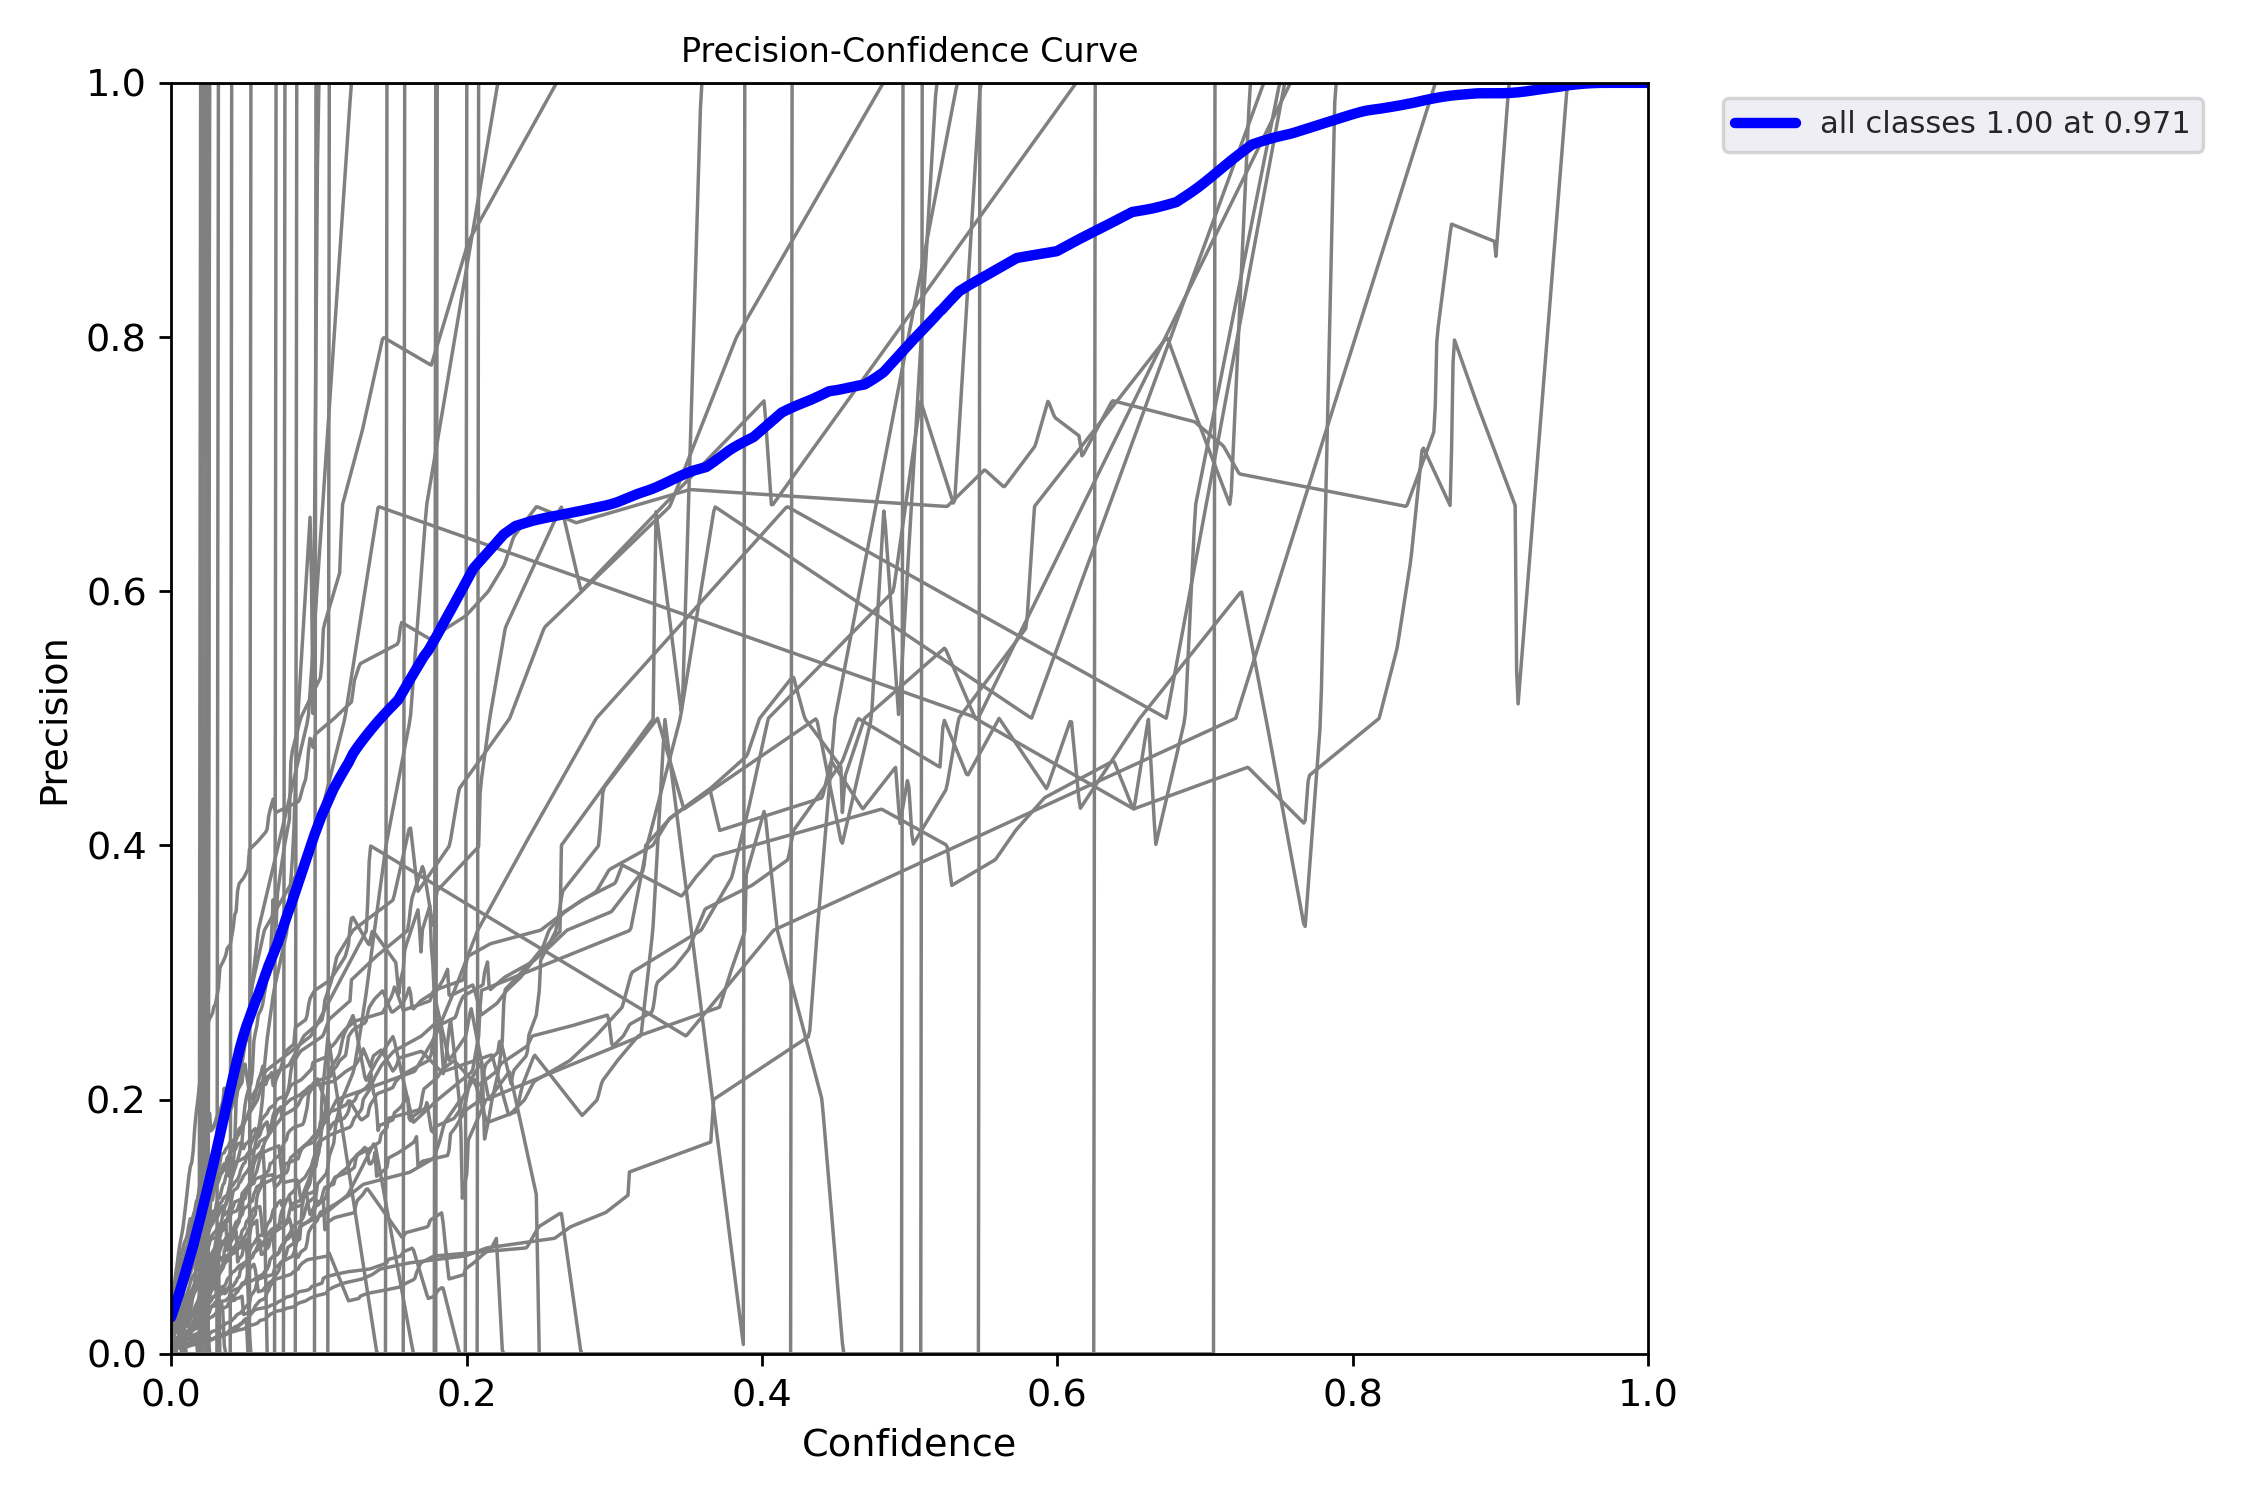 Precision-Confidence Curve
1.0
0.8
0.6
0.4
0.2
0.0
Precision
0.0 0.2 0.4 0.6 0.8 1.0
Confidence
all classes 1.00 at 0.971